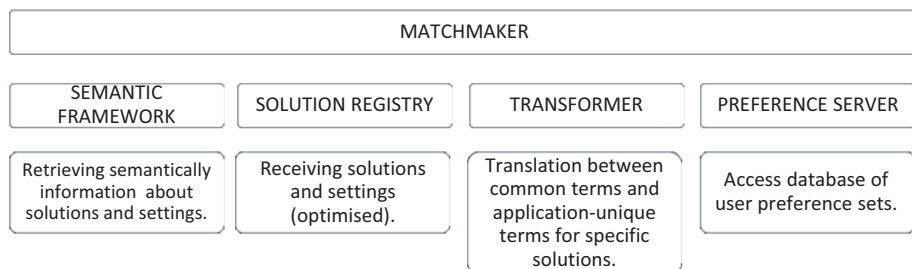 MATCHMAKER
SEMANTIC
FRAMEWORK
SOLUTION REGISTRY
TRANSFORMER
PREFERENCE SERVER
Retrieving semantically
information about
solutions and settings.
Receiving solutions
and settings
(optimised).
Translation between
common terms and
application-unique
terms for specific
solutions.
Access database of
user preference sets.